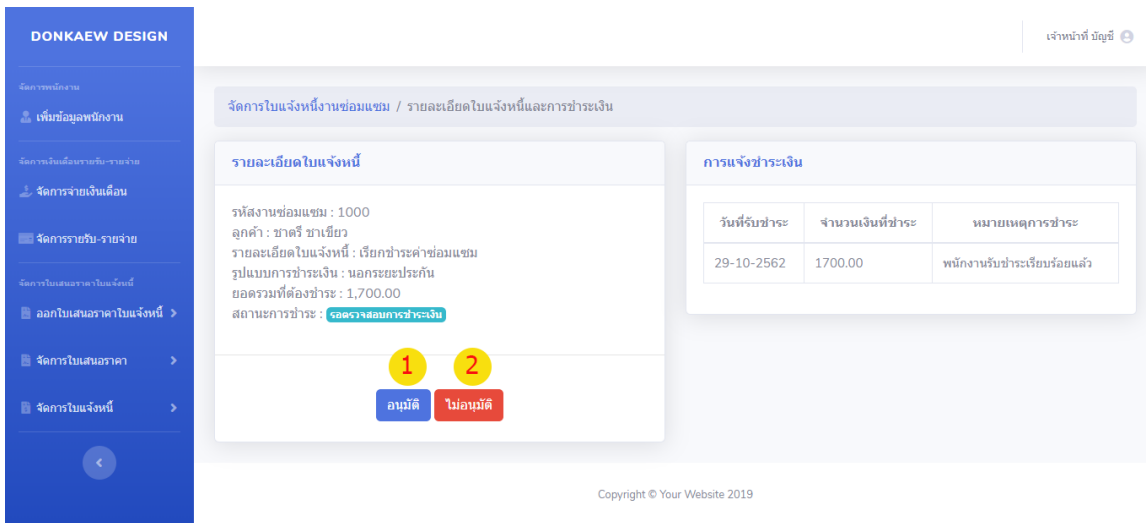 DONKAEW DESIGN
เจ้าหน้าที่ บัญชี
จัดการพนักงาน
เพิ่มข้อมูลพนักงาน
จัดการเงินเดือนรายรับ-รายจ่าย
จัดการจ่ายเงินเดือน
จัดการรายรับ-รายจ่าย
จัดการใบเสนอราคาใบแจ้งหนี้
ออกใบเสนอราคาใบแจ้งหนี้
จัดการใบเสนอราคา
จัดการใบแจ้งหนี้
จัดการใบแจ้งหนี้งานซ่อมแซม / รายละเอียดใบแจ้งหนี้และการชำระเงิน
รายละเอียดใบแจ้งหนี้
รหัสงานซ่อมแซม : 1000
ลูกค้า : ชาตรี ชาเขียว
รายละเอียดใบแจ้งหนี้ : เรียกชำระค่าซ่อมแซม
รูปแบบการชำระเงิน : นอกระยะประกัน
ยอดรวมที่ต้องชำระ : 1,700.00
สถานะการชำระ : รอตรวจสอบการชำระเงิน
1 2
อนุมัติ ไม่อนุมัติ
การแจ้งชำระเงิน
วันที่รับชำระ จำนวนเงินที่ชำระ หมายเหตุการชำระ
29-10-2562 1700.00 พนักงานรับชำระเรียบร้อยแล้ว
Copyright © Your Website 2019